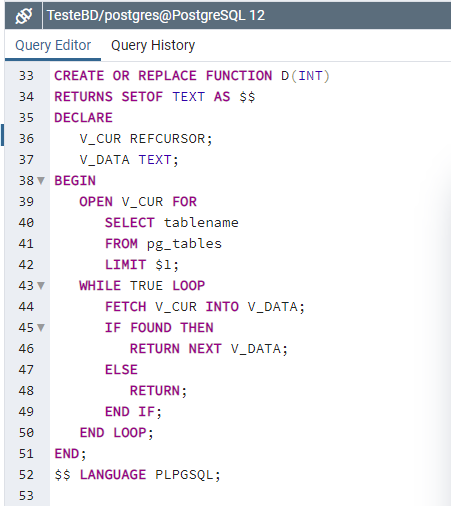 TesteBD/postgres@PostgreSQL 12
Query Editor Query History
33 CREATE OR REPLACE FUNCTION D(INT)
34 RETURNS SETOF TEXT AS $$
35 DECLARE
36 V_CUR REFCURSOR;
37 V_DATA TEXT;
38 BEGIN
39 OPEN V_CUR FOR
40 SELECT tablename
41 FROM pg_tables
42 LIMIT $1;
43 WHILE TRUE LOOP
44 FETCH V_CUR INTO V_DATA;
45 IF FOUND THEN
46 RETURN NEXT V_DATA;
47 ELSE
48 RETURN;
49 END IF;
50 END LOOP;
51 END;
52 $$ LANGUAGE PLPGSQL;
53